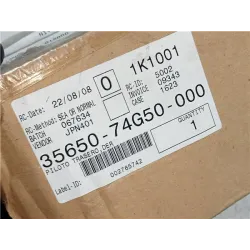 RC-Date: 22/08/08
0
1K1001
RC-Method: SEA OR NORMAL
RC 5002
BATCH 067634
INVOICE 09343
VENDOR JPN401
CASE 1623
35650-74G50-000
PILOTO TRASERO, DER
QUANTITY
1
Label-ID:
002785742